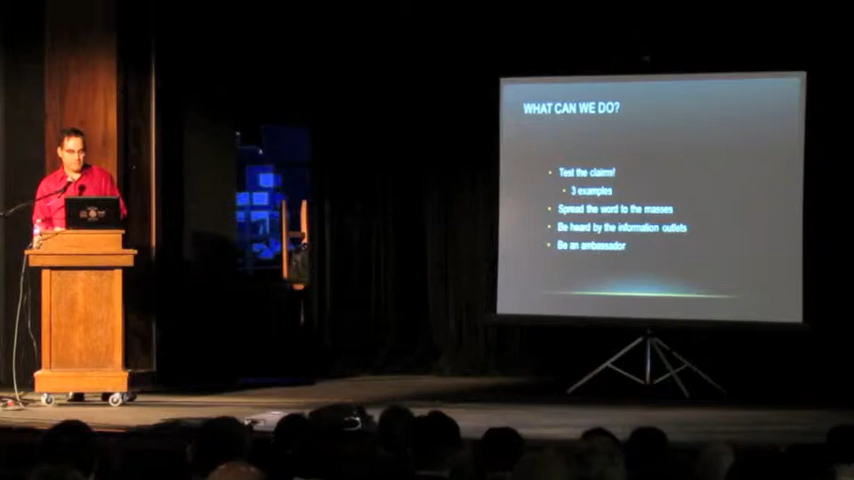 WHAT CAN WE DO?
Test the claims!
3 examples
Spread the word to the masses
Be heard by the information outlets
Be an ambassador